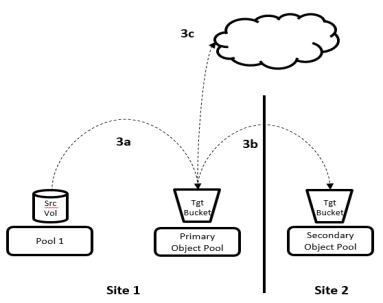 3c
3a
3b
Src
Vol
Tgt
Bucket
Tgt
Bucket
Pool 1
Primary
Object Pool
Secondary
Object Pool
Site 1
Site 2